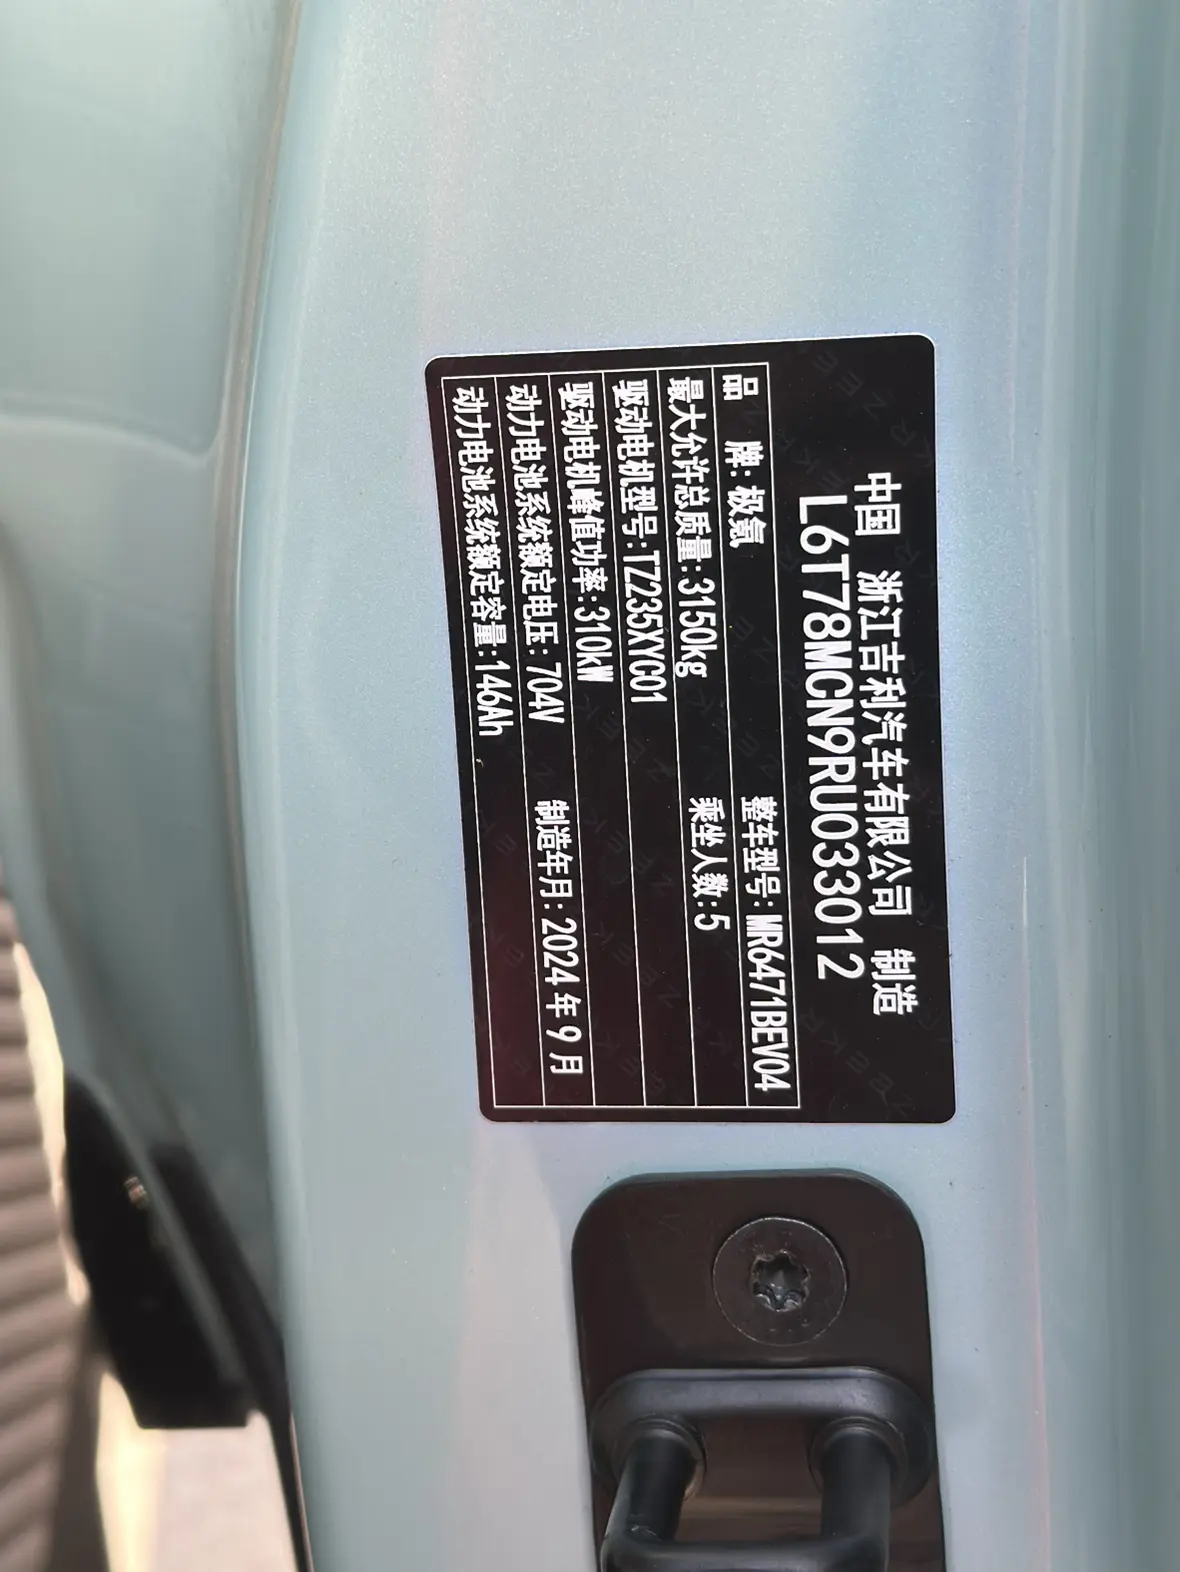 中国 浙江吉利汽车有限公司 制造
L6T78MCN9RU033012
品 牌:极氪 整车型号:MR6471BEV04
最大允许总质量:3150kg 乘坐人数:5
驱动电机型号:TZ235XYC01
驱动电机峰值功率:310kW
动力电池系统额定电压:704V 制造年月:2024年9月
动力电池系统额定容量:146Ah